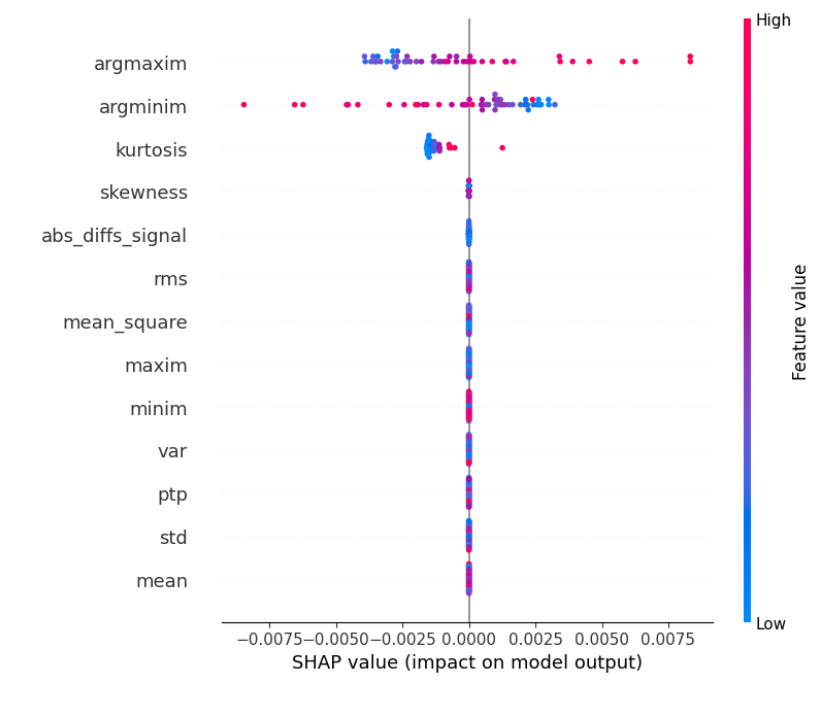 High
argmaxim
argminim
kurtosis
skewness
abs_diffs_signal
rms
mean_square
maxim
minim
var
ptp
std
mean
Feature value
Low
−0.0075−0.0050−0.0025 0.0000 0.0025 0.0050 0.0075
SHAP value (impact on model output)